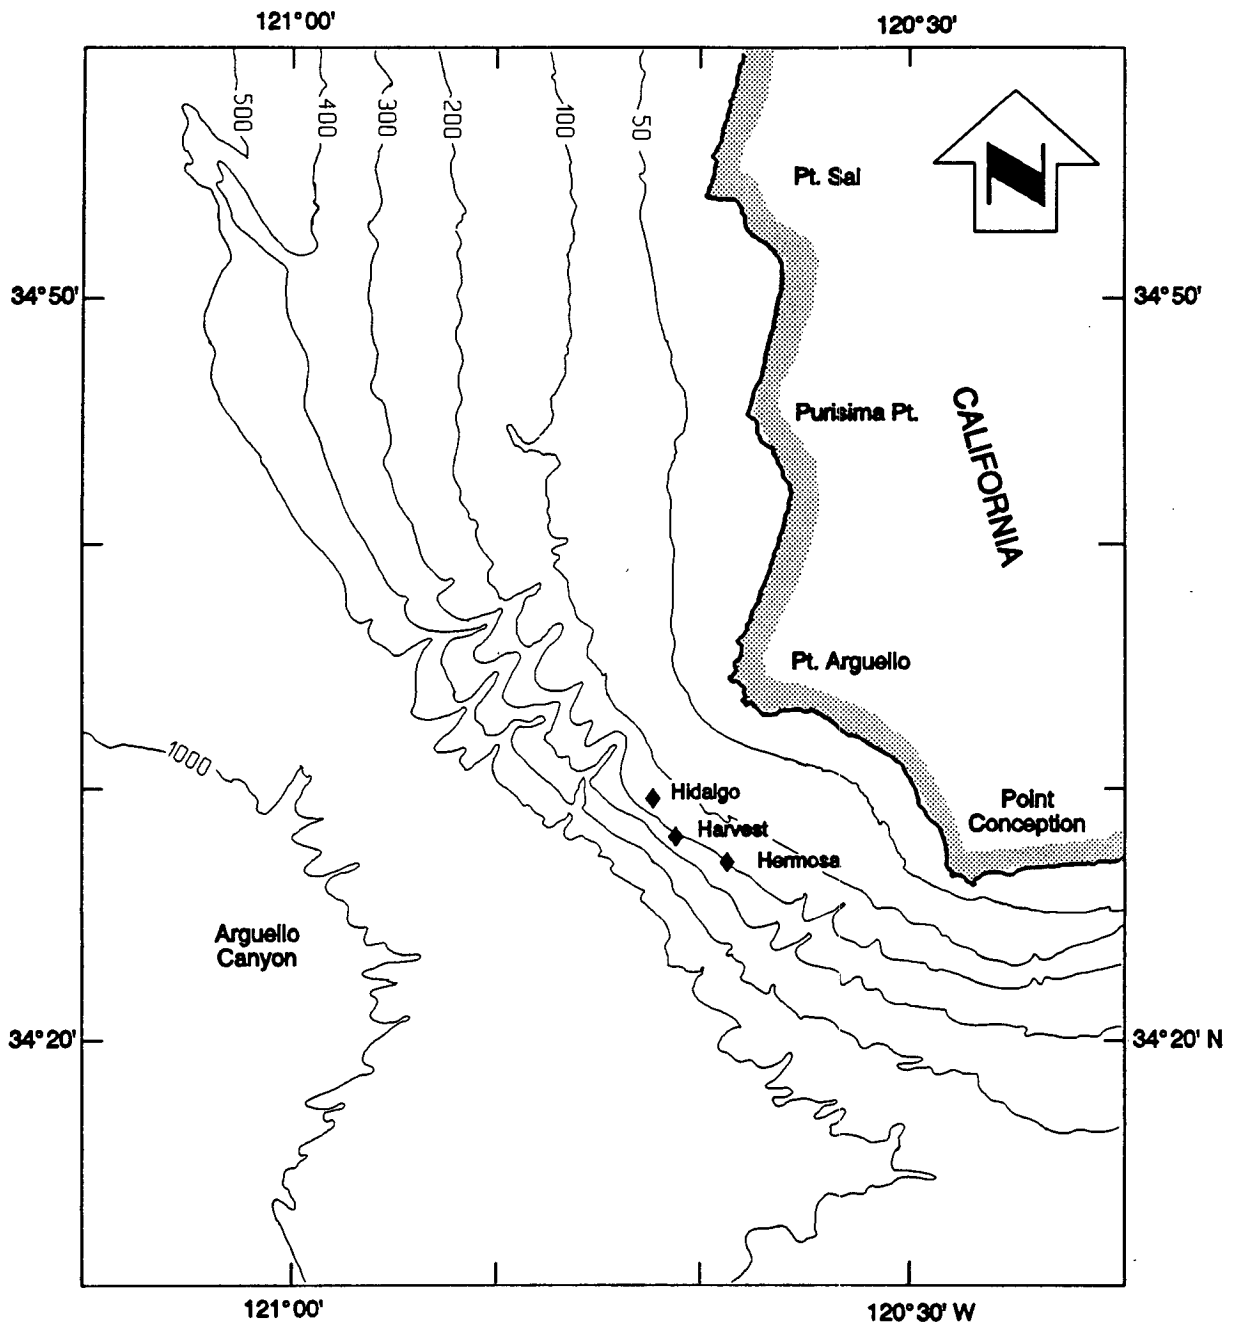 121°00'
120°30'
500
400
300
200
100
50
Pt. Sal
N
34°50'
34°50'
Purisima Pt.
CALIFORNIA
Pt. Arguello
1000
Hidalgo
Harvest
Hermosa
Point
Conception
Arguello
Canyon
34°20'
34°20' N
121°00'
120°30' W